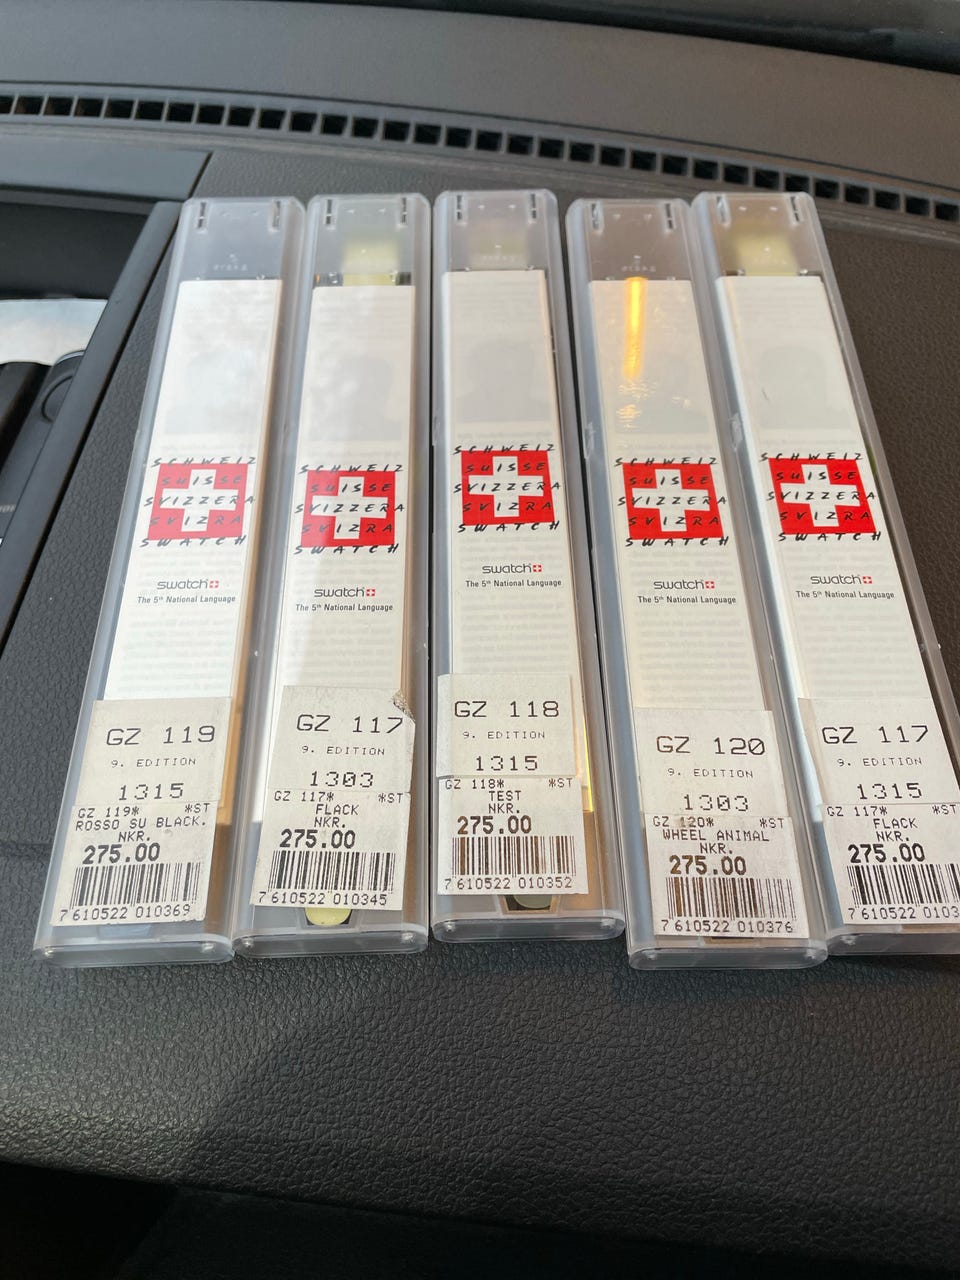 SCHWEIZ
SUISSE
SVIZZERA
SVIZRA
SWATCH
swatch
The 5th National Language
GZ 119
9. EDITION
1315
GZ 119* *ST
ROSSO SU BLACK.
NKR.
275.00
7 610522 010369
SCHWEIZ
SUISSE
SVIZZERA
SVIZRA
SWATCH
swatch
The 5th National Language
GZ 117
9. EDITION
1303
GZ 117* *ST
FLACK
NKR.
275.00
7 610522 010345
SCHWEIZ
SUISSE
SVIZZERA
SVIZRA
SWATCH
swatch
The 5th National Language
GZ 118
9. EDITION
1315
GZ 118* *ST
TEST
NKR.
275.00
7 610522 010352
SCHWEIZ
SUISSE
SVIZZERA
SVIZRA
SWATCH
swatch
The 5th National Language
GZ 120
9. EDITION
1303
GZ 120* *ST
WHEEL ANIMAL
NKR.
275.00
7 610522 010376
SCHWEIZ
SUISSE
SVIZZERA
SVIZRA
SWATCH
swatch
The 5th National Language
GZ 117
9. EDITION
1315
GZ 117* *ST
FLACK
NKR.
275.00
7 610522 0103